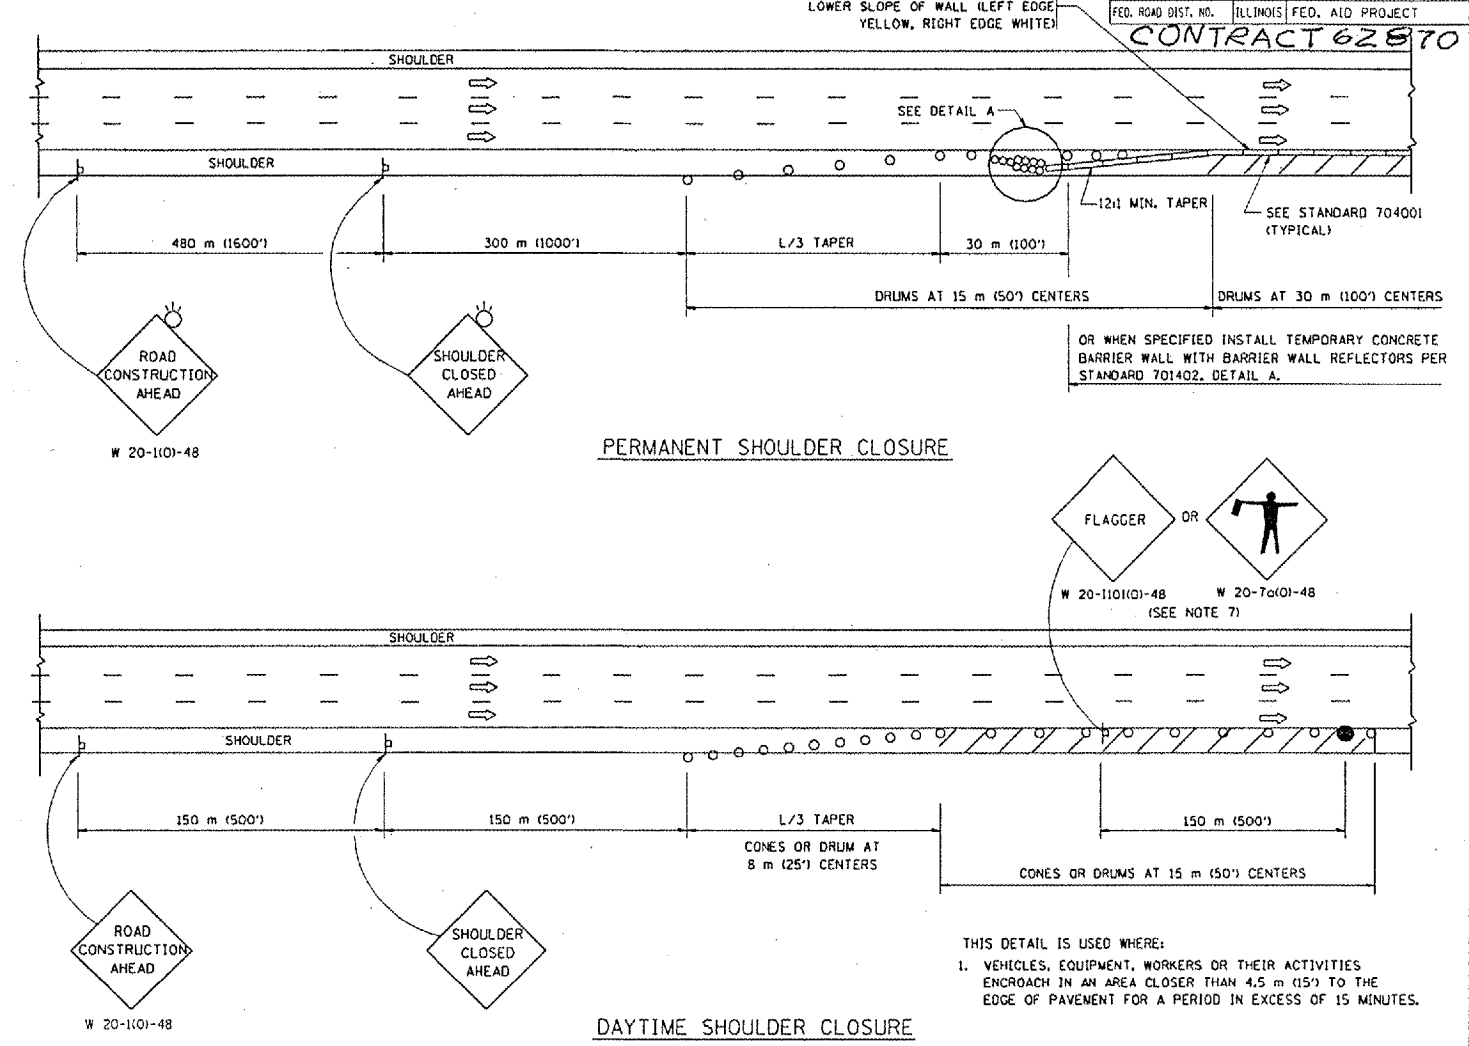 LOWER SLOPE OF WALL (LEFT EDGE
YELLOW, RIGHT EDGE WHITE)
FED. ROAD DIST. NO. ILLINOIS FED. AID PROJECT
CONTRACT 62870
SHOULDER
SEE DETAIL A
SHOULDER
12:1 MIN. TAPER
SEE STANDARD 704001
(TYPICAL)
480 m (1600')
300 m (1000')
L/3 TAPER
30 m (100')
DRUMS AT 15 m (50') CENTERS
DRUMS AT 30 m (100') CENTERS
OR WHEN SPECIFIED INSTALL TEMPORARY CONCRETE
BARRIER WALL WITH BARRIER WALL REFLECTORS PER
STANDARD 701402, DETAIL A.
ROAD
CONSTRUCTION
AHEAD
W 20-1(O)-48
SHOULDER
CLOSED
AHEAD
PERMANENT SHOULDER CLOSURE
FLAGGER
OR
W 20-1101(O)-48
W 20-7a(O)-48
(SEE NOTE 7)
SHOULDER
SHOULDER
150 m (500')
150 m (500')
L/3 TAPER
150 m (500')
CONES OR DRUM AT
8 m (25') CENTERS
CONES OR DRUMS AT 15 m (50') CENTERS
ROAD
CONSTRUCTION
AHEAD
W 20-1(O)-48
SHOULDER
CLOSED
AHEAD
THIS DETAIL IS USED WHERE:
1. VEHICLES, EQUIPMENT, WORKERS OR THEIR ACTIVITIES
ENCROACH IN AN AREA CLOSER THAN 4.5 m (15') TO THE
EDGE OF PAVEMENT FOR A PERIOD IN EXCESS OF 15 MINUTES.
DAYTIME SHOULDER CLOSURE